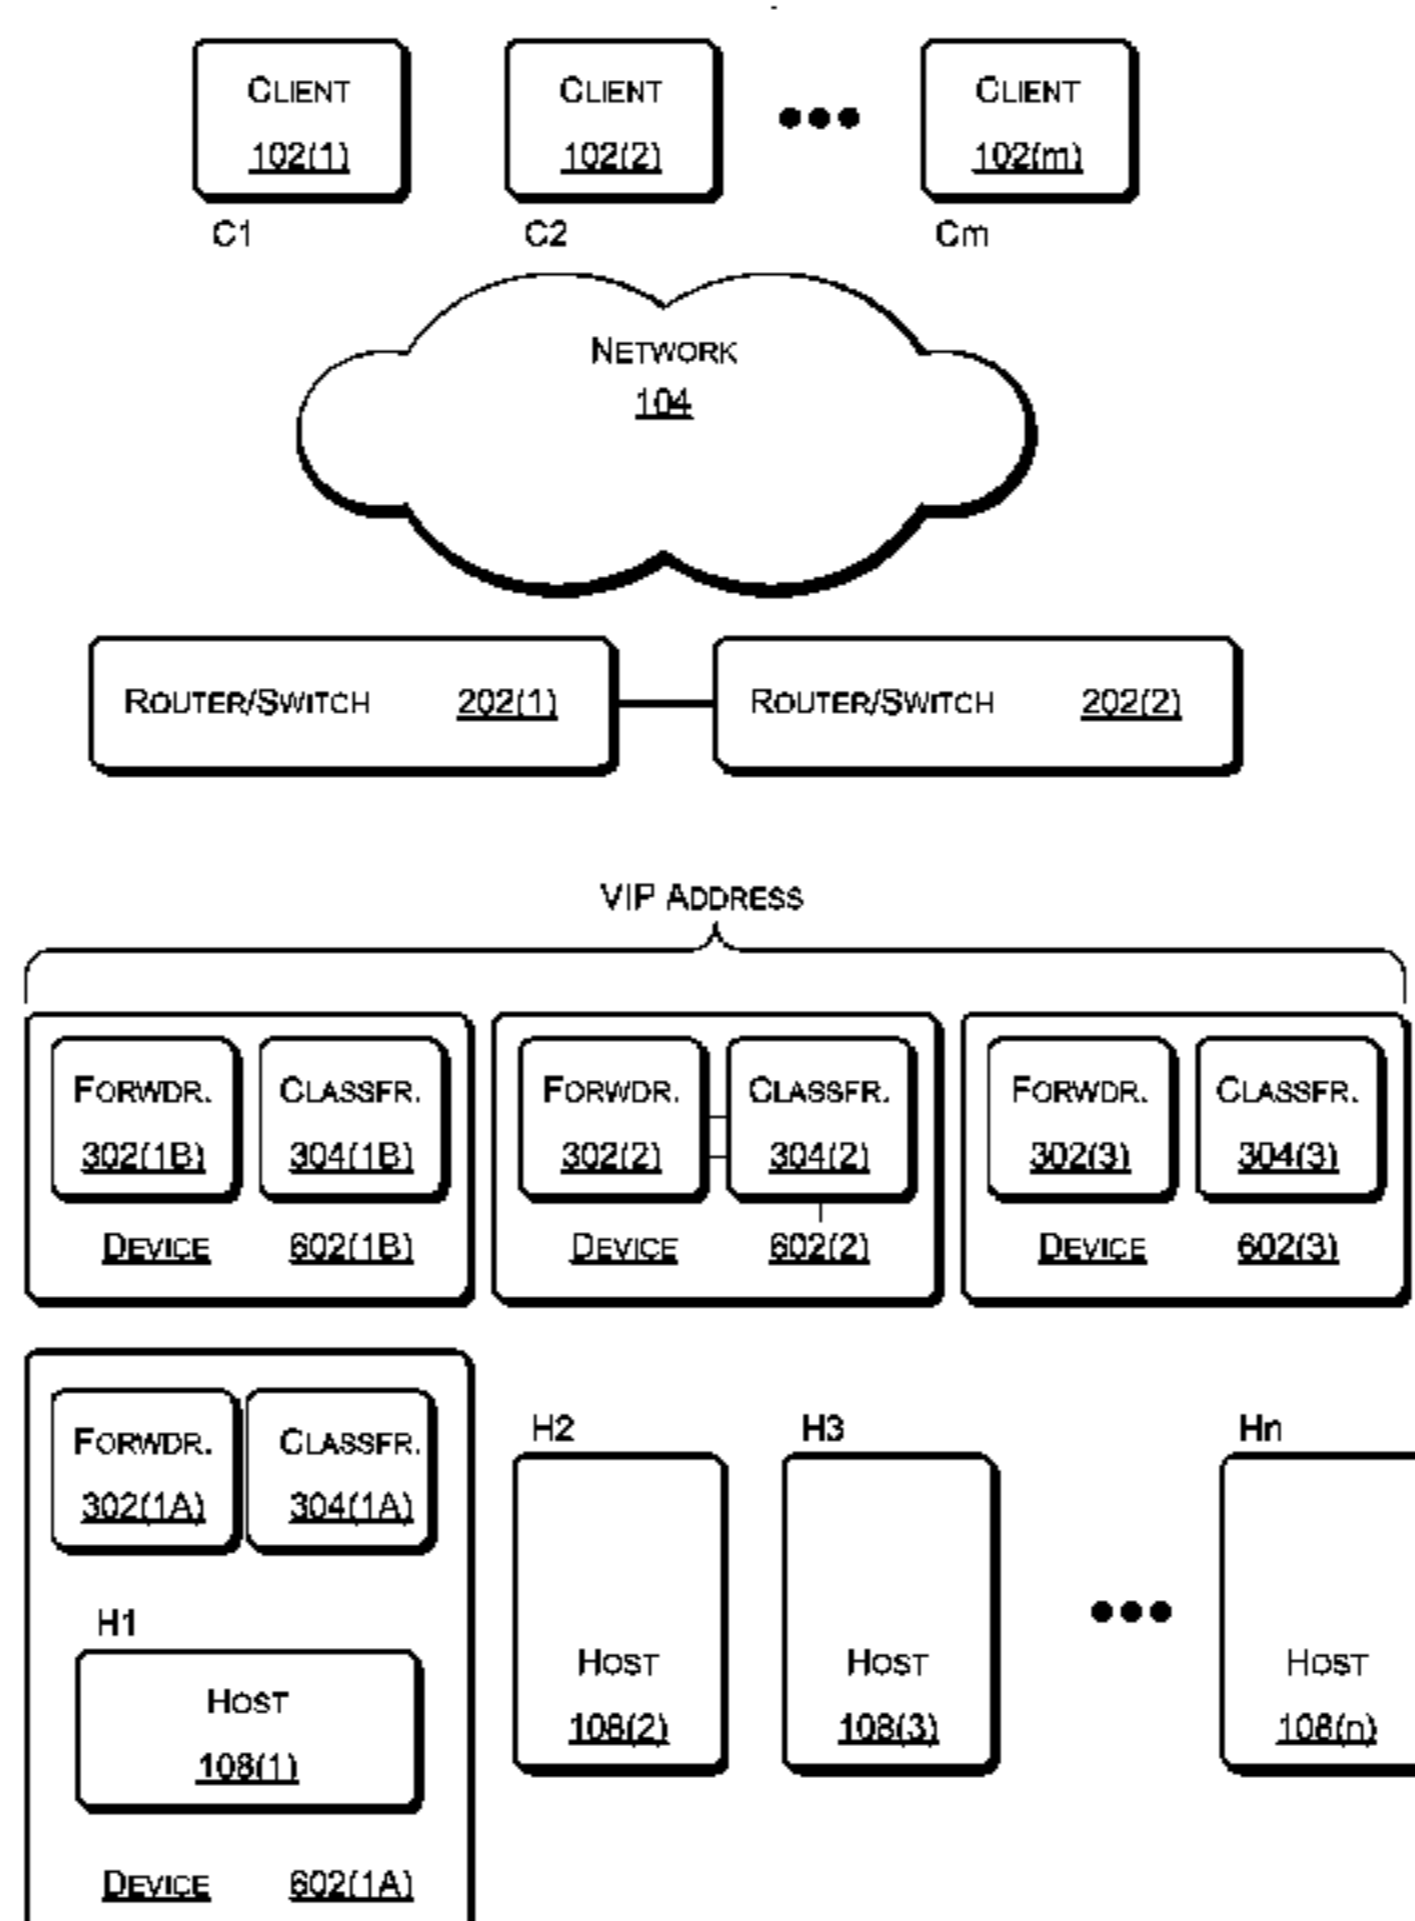 CLIENT
102(1)
CLIENT
102(2)
CLIENT
102(m)
C1
C2
Cm
NETWORK
104
ROUTER/SWITCH 202(1)
ROUTER/SWITCH 202(2)
VIP ADDRESS
FORWDR.
302(1B)
CLASSFR.
304(1B)
DEVICE 602(1B)
FORWDR.
302(2)
CLASSFR.
304(2)
DEVICE 602(2)
FORWDR.
302(3)
CLASSFR.
304(3)
DEVICE 602(3)
FORWDR.
302(1A)
CLASSFR.
304(1A)
H1
HOST
108(1)
DEVICE 602(1A)
H2
HOST
108(2)
H3
HOST
108(3)
Hn
HOST
108(n)